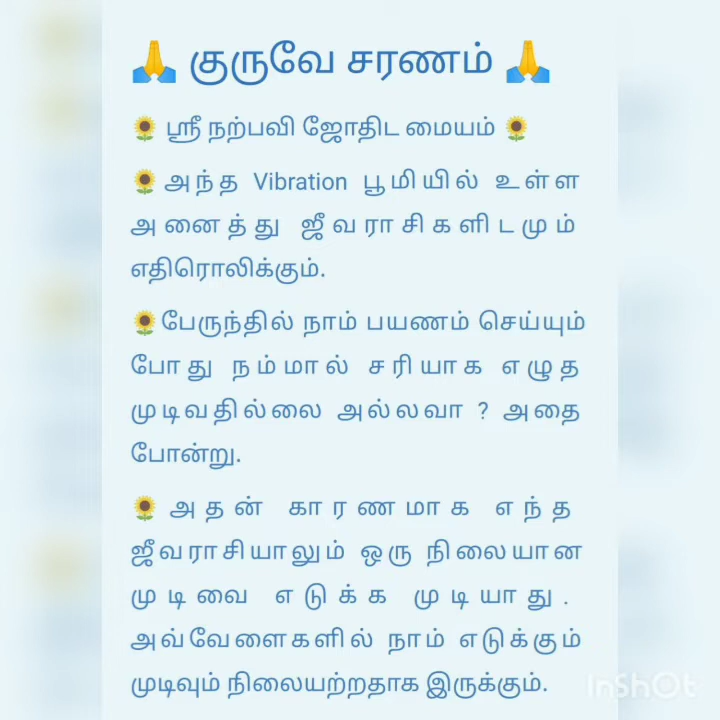 🙏 குருவே சரணம் 🙏
🌻 ஸ்ரீ நற்பவி ஜோதிட மையம் 🌻
🌻 அந்த Vibration பூமியில் உள்ள
அனைத்து ஜீவராசிகளிடமும்
எதிரொலிக்கும்.
🌻பேருந்தில் நாம் பயணம் செய்யும்
போது நம்மால் சரியாக எழுத
முடிவதில்லை அல்லவா ? அதை
போன்று.
🌻 அதன் காரணமாக எந்த
ஜீவராசியாலும் ஒரு நிலையான
முடிவை எடுக்க முடியாது .
அவ்வேளைகளில் நாம் எடுக்கும்
முடிவும் நிலையற்றதாக இருக்கும்.
InShOt